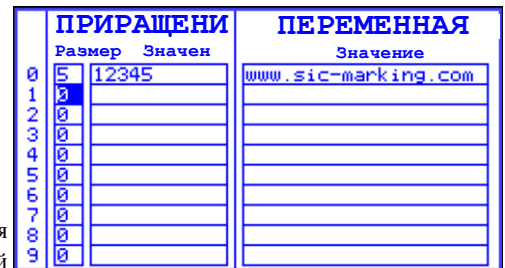 ПРИРАЩЕНИ ПЕРЕМЕННАЯ
Размер Значен Значение
0 5 12345 www.sic-marking.com
1 0
2 0
3 0
4 0
5 0
6 0
7 0
я 8 0
й 9 0